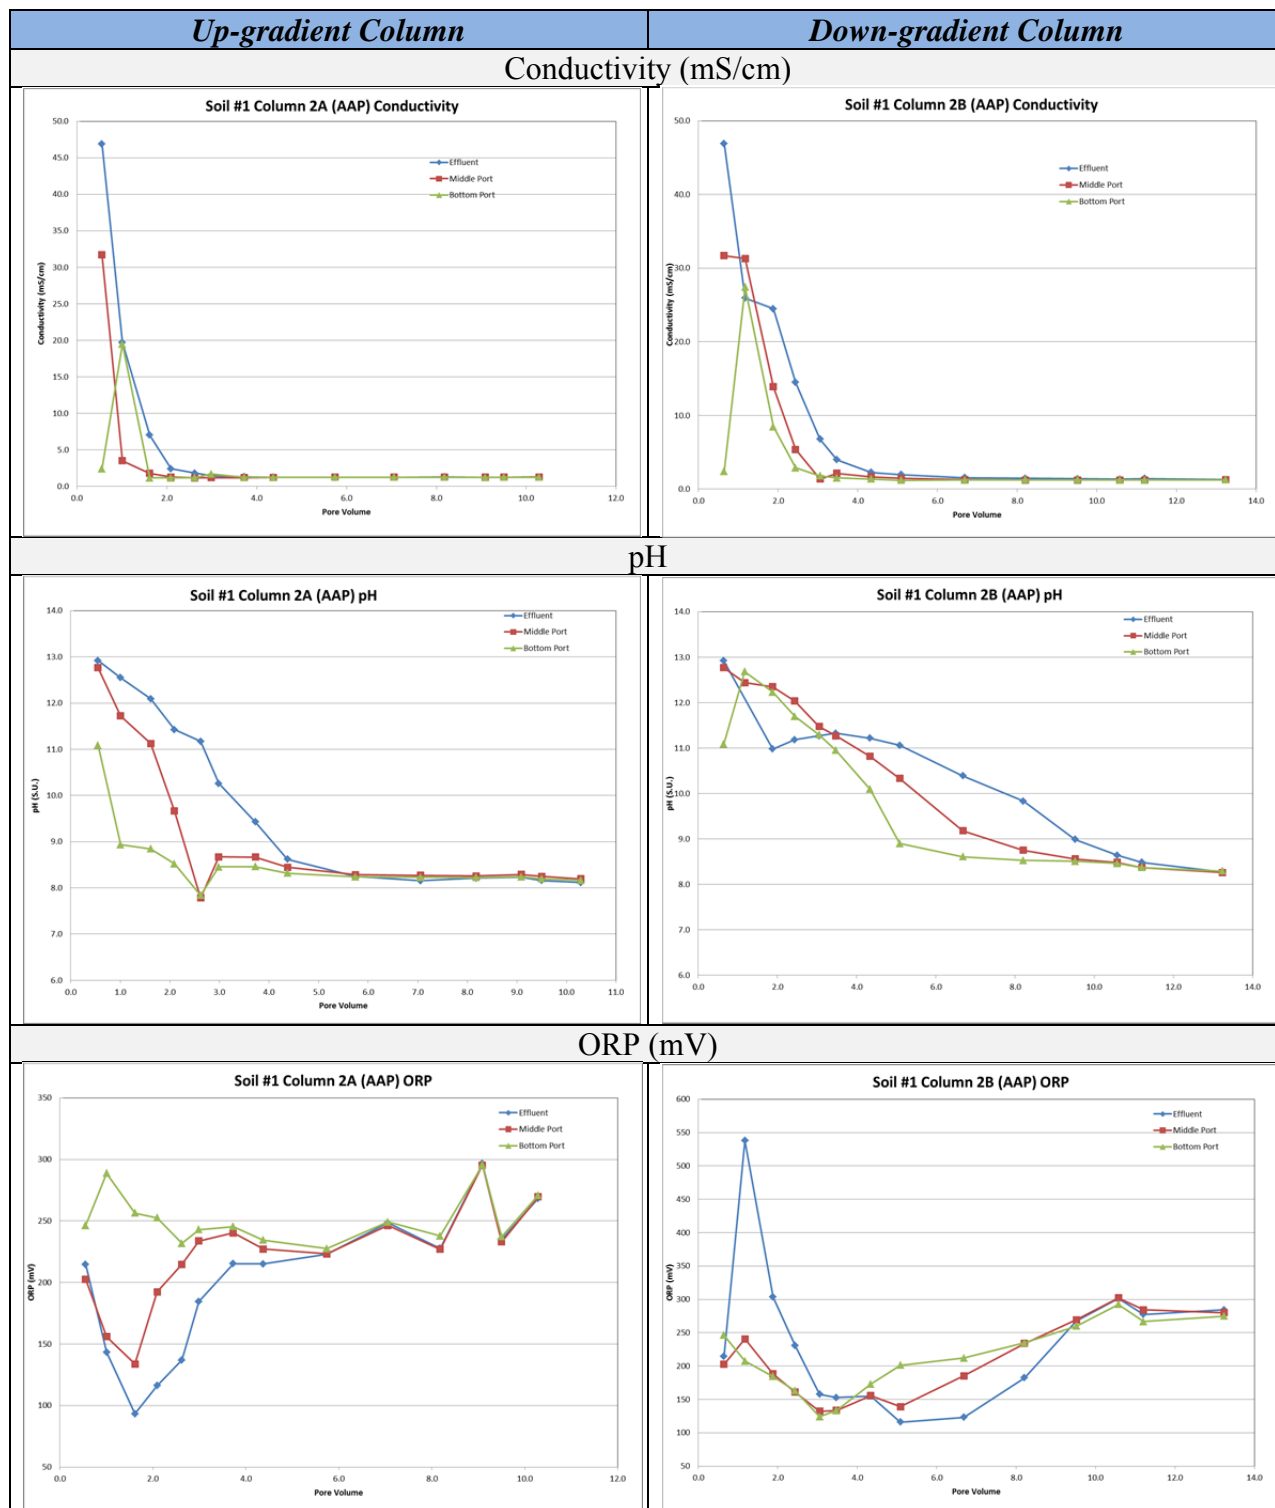 Up-gradient Column
Down-gradient Column
Conductivity (mS/cm)
Soil #1 Column 2A (AAP) Conductivity
50.0
45.0
40.0
35.0
30.0
25.0
20.0
15.0
10.0
5.0
0.0
Conductivity (mS/cm)
Effluent
Middle Port
Bottom Port
0.0 2.0 4.0 6.0 8.0 10.0 12.0
Pore Volume
Soil #1 Column 2B (AAP) Conductivity
50.0
40.0
30.0
20.0
10.0
0.0
Conductivity (mS/cm)
Effluent
Middle Port
Bottom Port
0.0 2.0 4.0 6.0 8.0 10.0 12.0 14.0
Pore Volume
pH
Soil #1 Column 2A (AAP) pH
14.0
13.0
12.0
11.0
10.0
9.0
8.0
7.0
6.0
pH (S.U.)
Effluent
Middle Port
Bottom Port
0.0 1.0 2.0 3.0 4.0 5.0 6.0 7.0 8.0 9.0 10.0 11.0
Pore Volume
Soil #1 Column 2B (AAP) pH
14.0
13.0
12.0
11.0
10.0
9.0
8.0
7.0
6.0
pH (S.U.)
Effluent
Middle Port
Bottom Port
0.0 2.0 4.0 6.0 8.0 10.0 12.0 14.0
Pore Volume
ORP (mV)
Soil #1 Column 2A (AAP) ORP
350
300
250
200
150
100
50
ORP (mV)
Effluent
Middle Port
Bottom Port
0.0 2.0 4.0 6.0 8.0 10.0 12.0
Pore Volume
Soil #1 Column 2B (AAP) ORP
600
550
500
450
400
350
300
250
200
150
100
50
ORP (mV)
Effluent
Middle Port
Bottom Port
0.0 2.0 4.0 6.0 8.0 10.0 12.0 14.0
Pore Volume